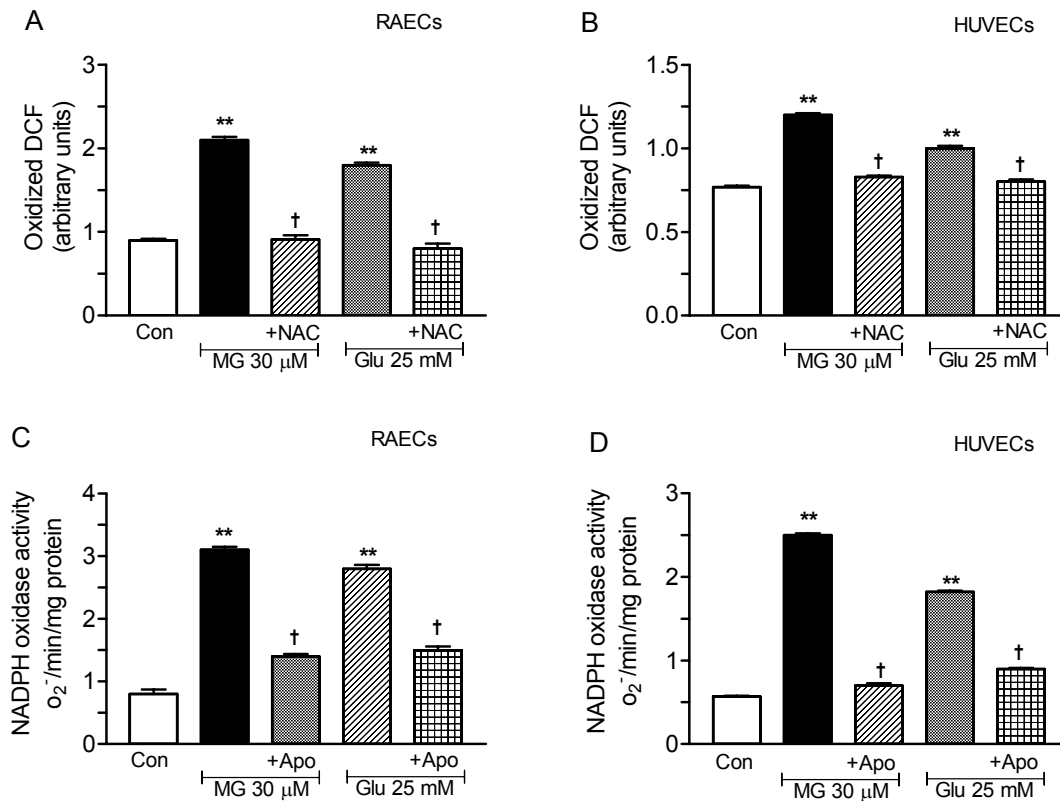 A
RAECs
Oxidized DCF
(arbitrary units)
3
2
1
0
**
†
**
†
Con
+NAC
+NAC
MG 30 µM
Glu 25 mM
B
HUVECs
Oxidized DCF
(arbitrary units)
1.5
1.0
0.5
0.0
**
†
**
†
Con
+NAC
+NAC
MG 30 µM
Glu 25 mM
C
RAECs
NADPH oxidase activity
o₂⁻/min/mg protein
4
3
2
1
0
**
†
**
†
Con
+Apo
+Apo
MG 30 µM
Glu 25 mM
D
HUVECs
NADPH oxidase activity
o₂⁻/min/mg protein
3
2
1
0
**
†
**
†
Con
+Apo
+Apo
MG 30 µM
Glu 25 mM